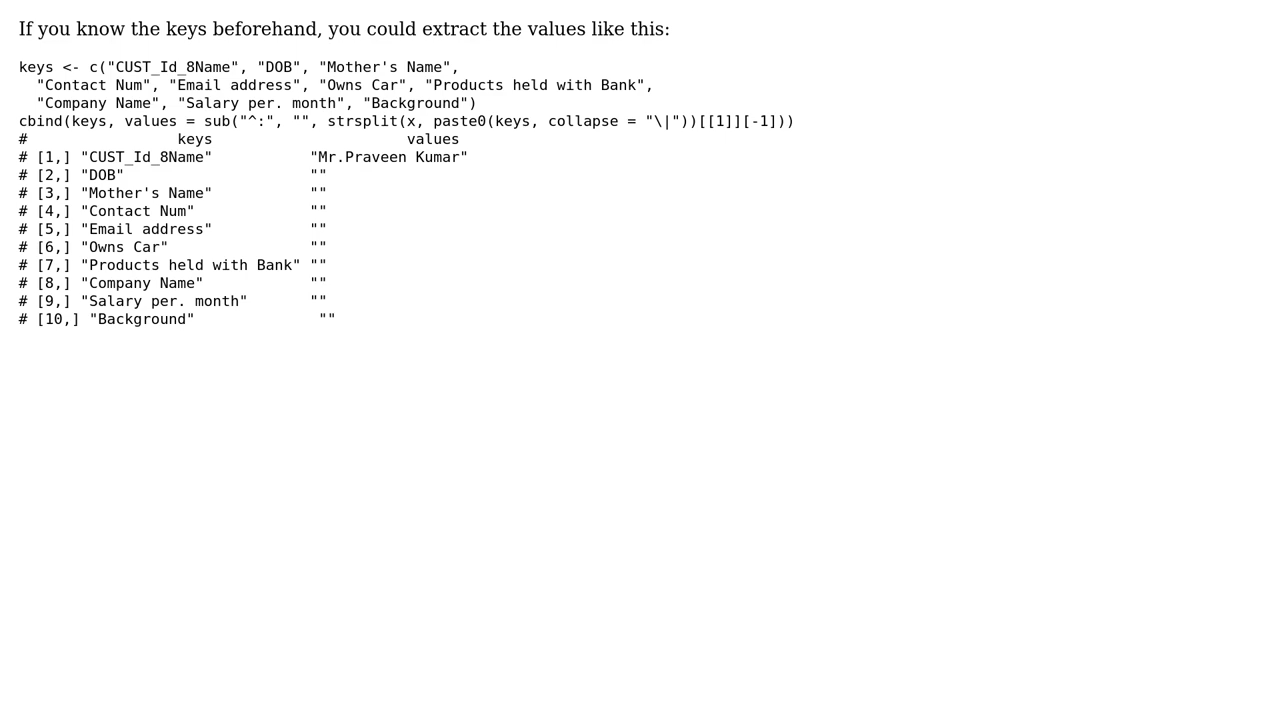 If you know the keys beforehand, you could extract the values like this:
keys <- c("CUST_Id_8Name", "DOB", "Mother's Name",
  "Contact Num", "Email address", "Owns Car", "Products held with Bank",
  "Company Name", "Salary per. month", "Background")
cbind(keys, values = sub("^:", "", strsplit(x, paste0(keys, collapse = "\|"))[[1]][-1]))
#                 keys                      values
# [1,] "CUST_Id_8Name"           "Mr.Praveen Kumar"
# [2,] "DOB"                     ""
# [3,] "Mother's Name"           ""
# [4,] "Contact Num"             ""
# [5,] "Email address"           ""
# [6,] "Owns Car"                ""
# [7,] "Products held with Bank" ""
# [8,] "Company Name"            ""
# [9,] "Salary per. month"       ""
# [10,] "Background"              ""